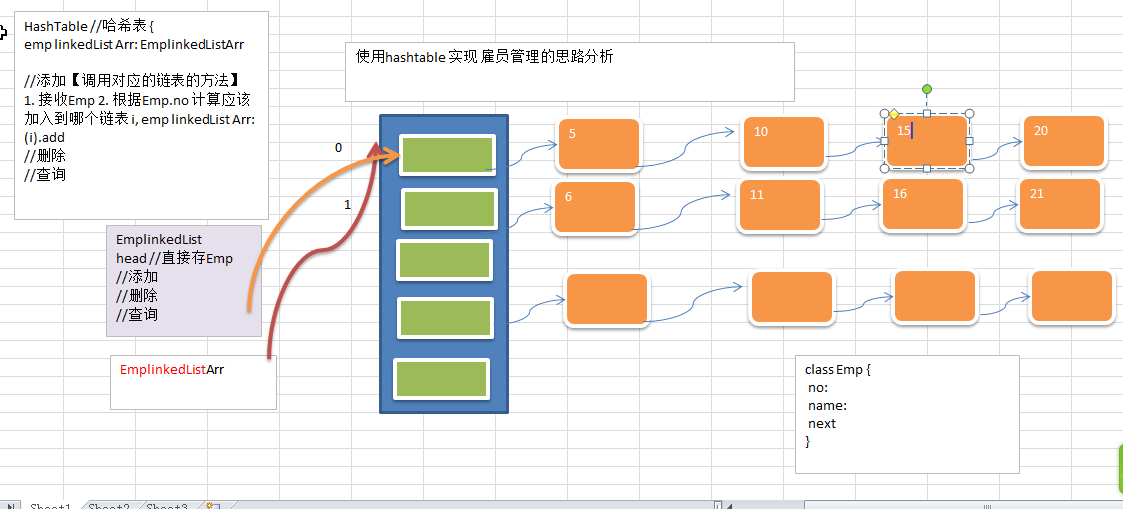 HashTable //哈希表 {
emp linkedList Arr: EmplinkedListArr
//添加【调用对应的链表的方法】
1. 接收Emp 2. 根据Emp.no 计算应该
加入到哪个链表 i, emp linkedList Arr:
(i).add
//删除
//查询
使用hashtable 实现 雇员管理的思路分析
0
5
10
15
20
1
6
11
16
21
EmplinkedList
head //直接存Emp
//添加
//删除
//查询
EmplinkedListArr
class Emp {
no:
name:
next
}
Sheet1 Sheet2 Sheet3